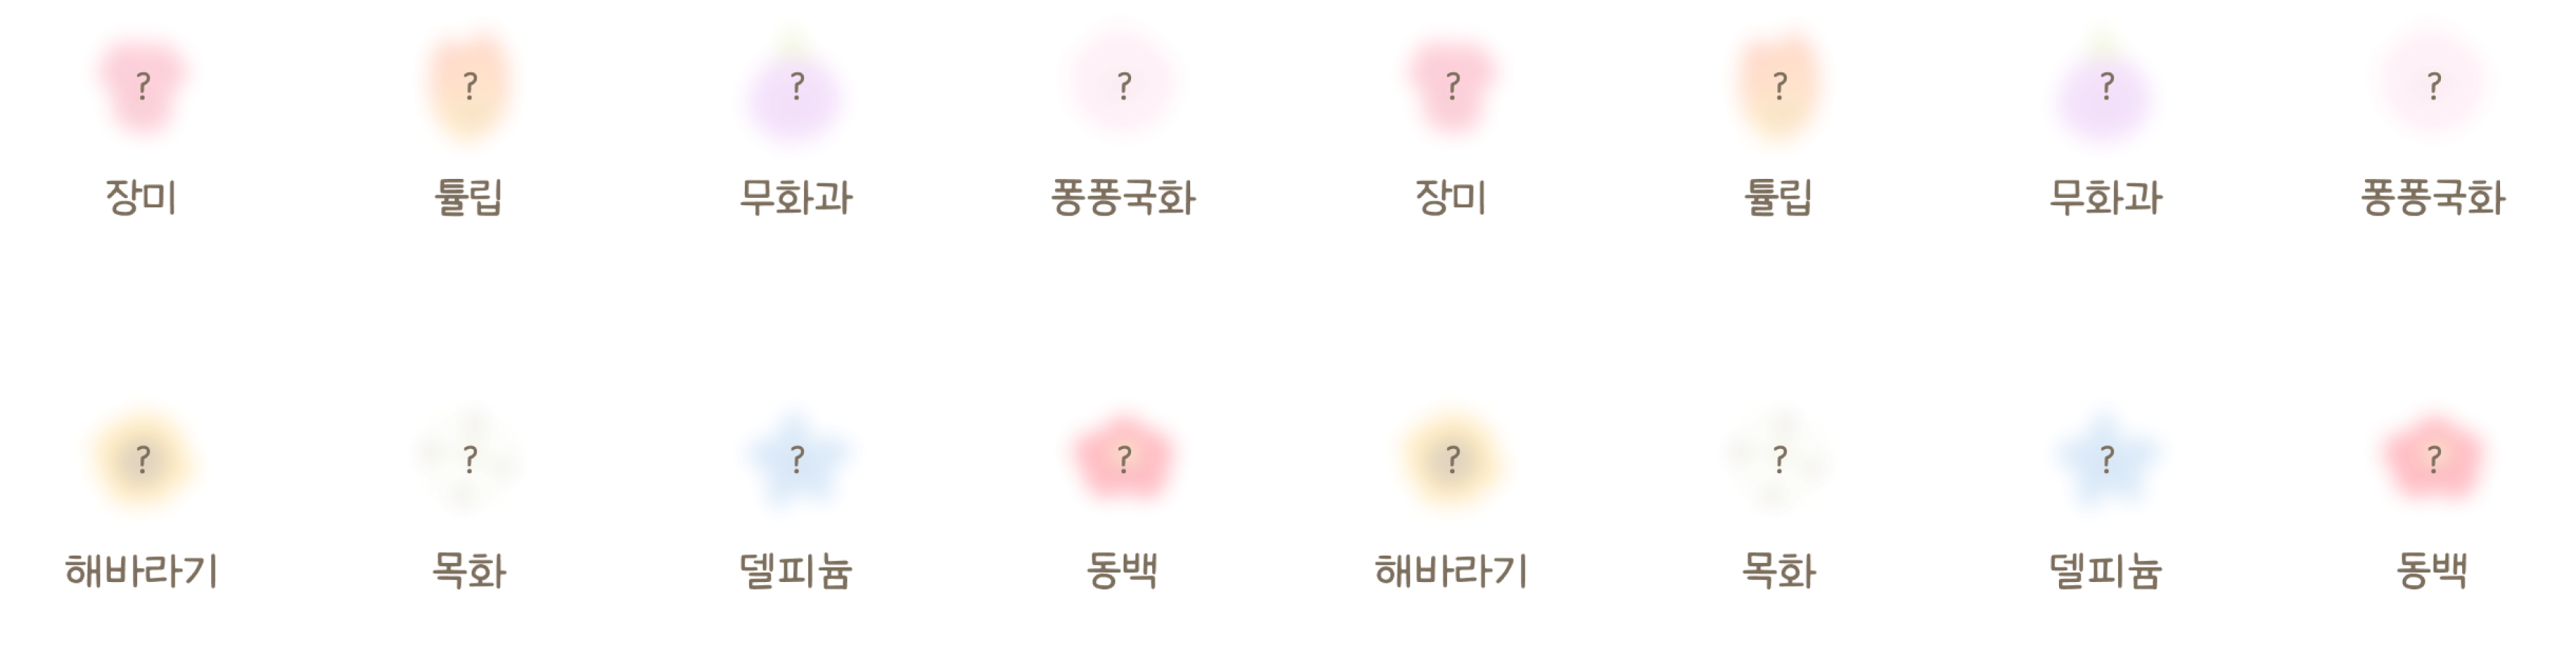 ? ? ? ? ? ? ? ?
장미 튤립 무화과 퐁퐁국화 장미 튤립 무화과 퐁퐁국화
? ? ? ? ? ? ? ?
해바라기 목화 델피늄 동백 해바라기 목화 델피늄 동백